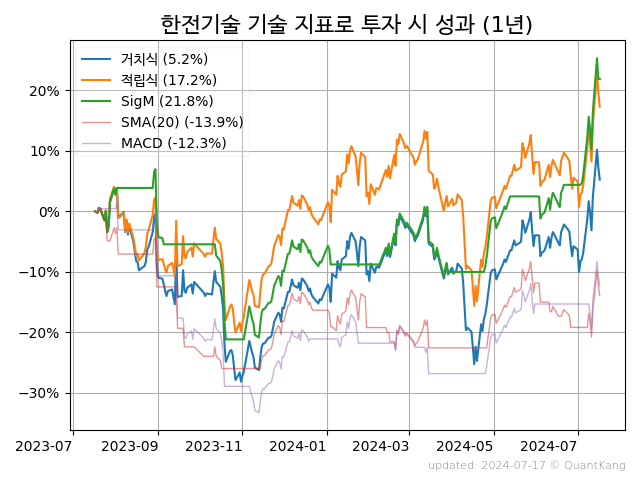 한전기술 기술 지표로 투자 시 성과 (1년)
거치식 (5.2%)
적립식 (17.2%)
SigM (21.8%)
SMA(20) (-13.9%)
MACD (-12.3%)
20%
10%
0%
−10%
−20%
−30%
2023-07 2023-09 2023-11 2024-01 2024-03 2024-05 2024-07
updated: 2024-07-17 © QuantKang